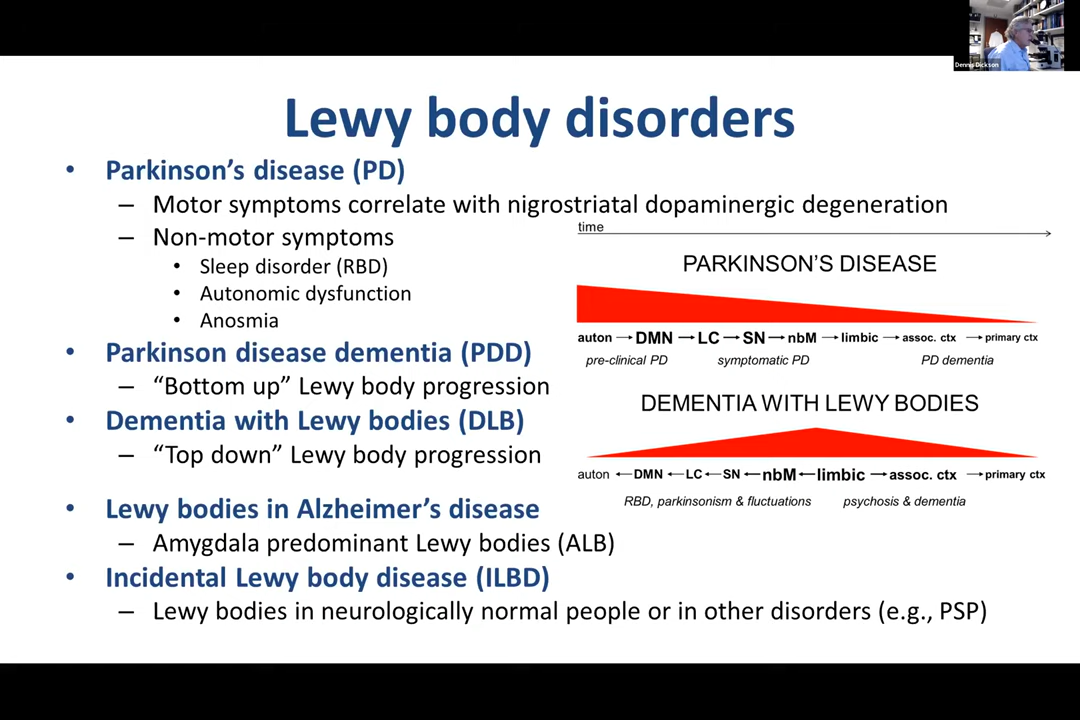 Dennis Dickson
Lewy body disorders
• Parkinson’s disease (PD)
– Motor symptoms correlate with nigrostriatal dopaminergic degeneration
– Non-motor symptoms
• Sleep disorder (RBD)
• Autonomic dysfunction
• Anosmia
• Parkinson disease dementia (PDD)
– “Bottom up” Lewy body progression
• Dementia with Lewy bodies (DLB)
– “Top down” Lewy body progression
• Lewy bodies in Alzheimer’s disease
– Amygdala predominant Lewy bodies (ALB)
• Incidental Lewy body disease (ILBD)
– Lewy bodies in neurologically normal people or in other disorders (e.g., PSP)
time
PARKINSON’S DISEASE
auton → DMN → LC → SN → nbM → limbic → assoc. ctx → primary ctx
pre-clinical PD symptomatic PD PD dementia
DEMENTIA WITH LEWY BODIES
auton ← DMN ← LC ← SN ← nbM ← limbic → assoc. ctx → primary ctx
RBD, parkinsonism & fluctuations psychosis & dementia